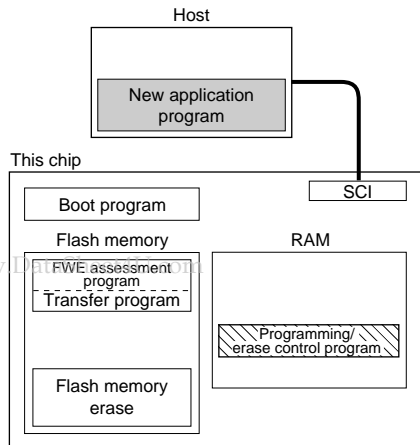 Host
New application
program
This chip
SCI
Boot program
Flash memory
RAM
FWE assessment
program
Transfer program
Programming/
erase control program
Flash memory
erase